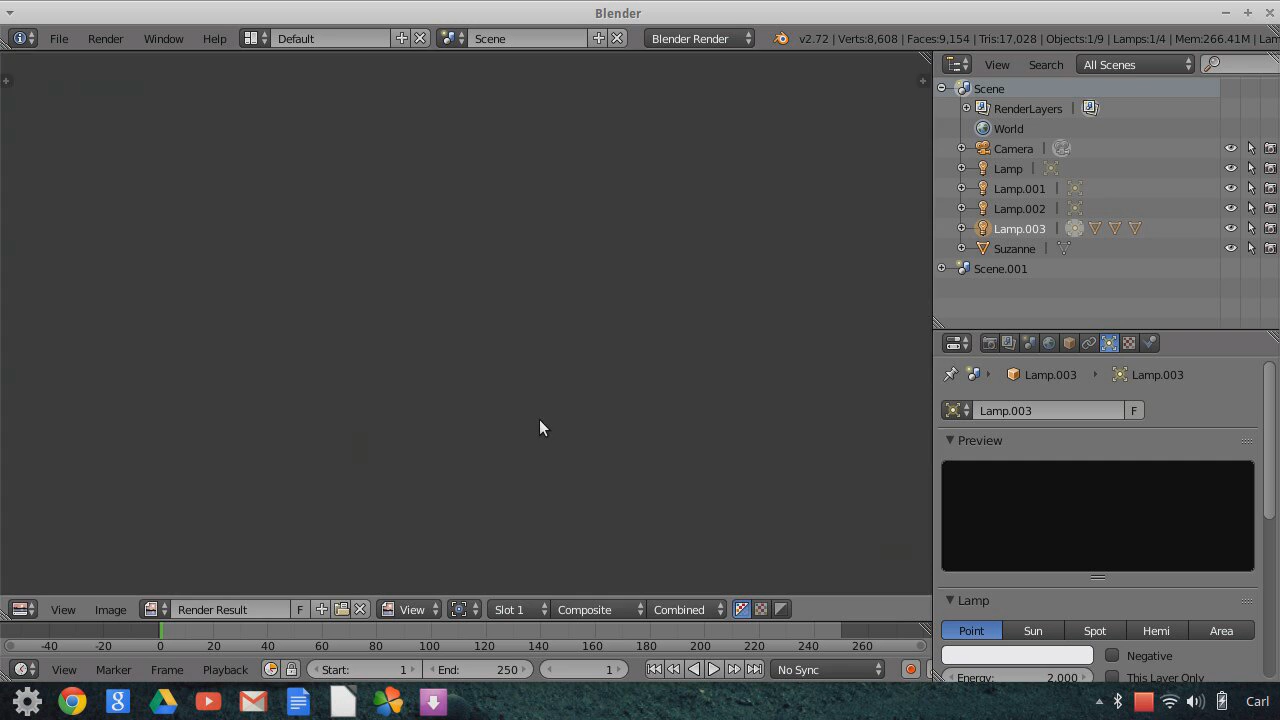 Blender
File Render Window Help Default Scene Blender Render v2.72 | Verts:8,608 | Faces:9,154 | Tris:17,028 | Objects:1/9 | Lamps:1/4 | Mem:266.41M | Lam
View Search All Scenes
Scene
RenderLayers
World
Camera
Lamp
Lamp.001
Lamp.002
Lamp.003
Suzanne
Scene.001
Lamp.003 Lamp.003
Lamp.003 F
Preview
Lamp
Point Sun Spot Hemi Area
Negative
Energy: 2.000 This Layer Only
View Image Render Result F View Slot 1 Composite Combined
-40 -20 0 20 40 60 80 100 120 140 160 180 200 220 240 260
View Marker Frame Playback Start: 1 End: 250 1 No Sync
Carl